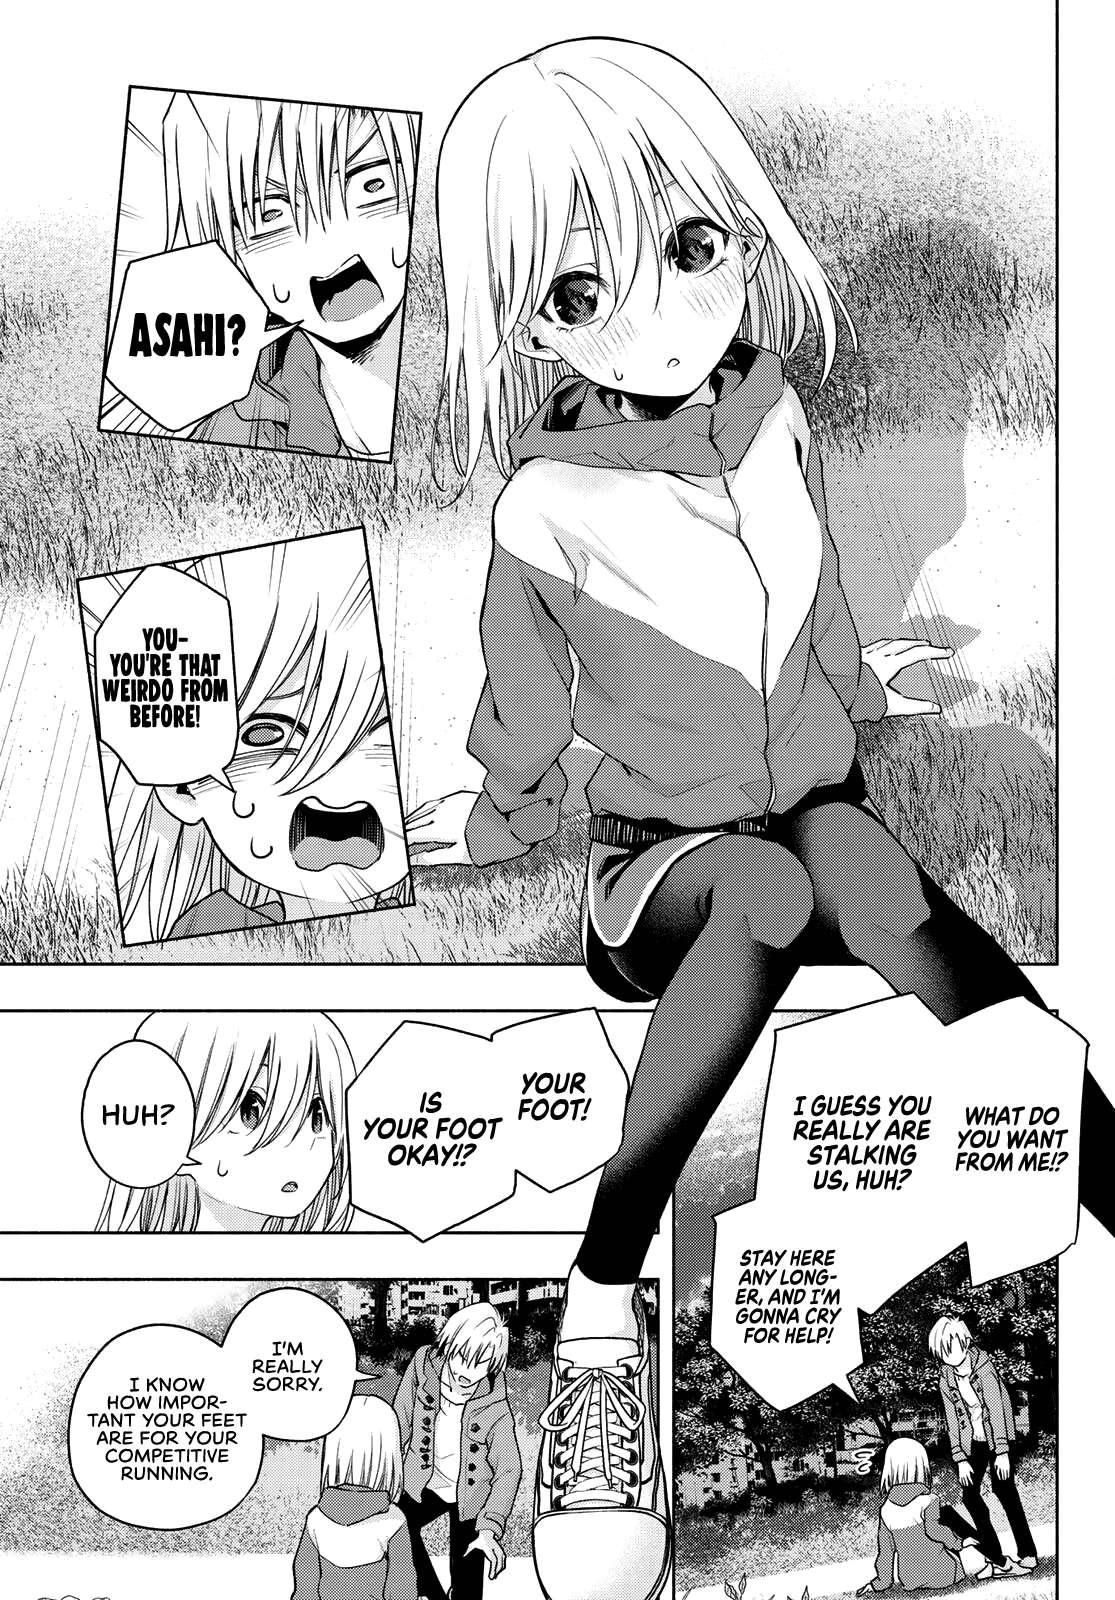 ASAHI?
YOU-
YOU'RE THAT
WEIRDO FROM
BEFORE!
WHAT DO
YOU WANT
FROM ME!?
I GUESS YOU
REALLY ARE
STALKING
US, HUH?
STAY HERE
ANY LONG-
ER, AND I'M
GONNA CRY
FOR HELP!
YOUR
FOOT!
IS
YOUR FOOT
OKAY!?
HUH?
I'M
REALLY
SORRY.
I KNOW
HOW IMPOR-
TANT YOUR FEET
ARE FOR YOUR
COMPETITIVE
RUNNING.